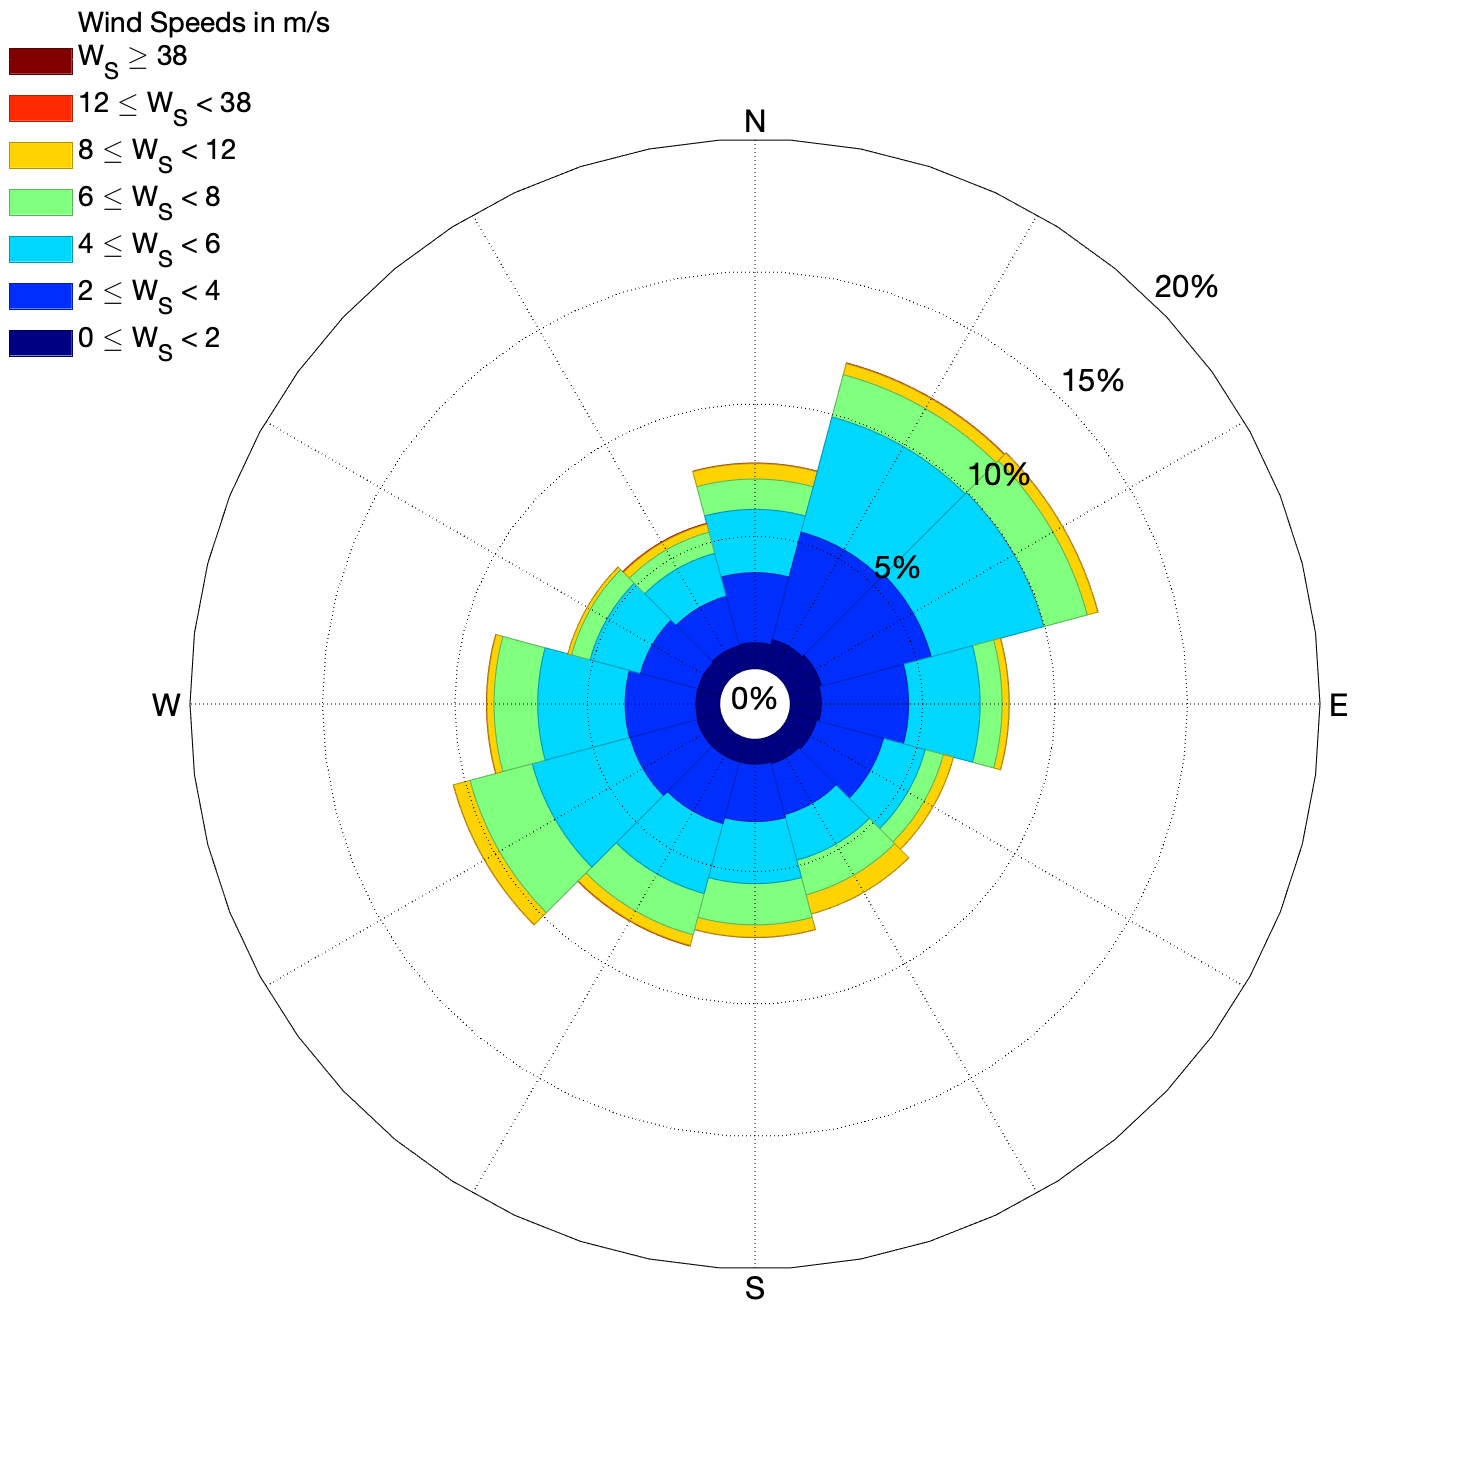 Wind Speeds in m/s
W_S ≥ 38
12 ≤ W_S < 38
8 ≤ W_S < 12
6 ≤ W_S < 8
4 ≤ W_S < 6
2 ≤ W_S < 4
0 ≤ W_S < 2
N
20%
15%
10%
5%
0%
W
E
S